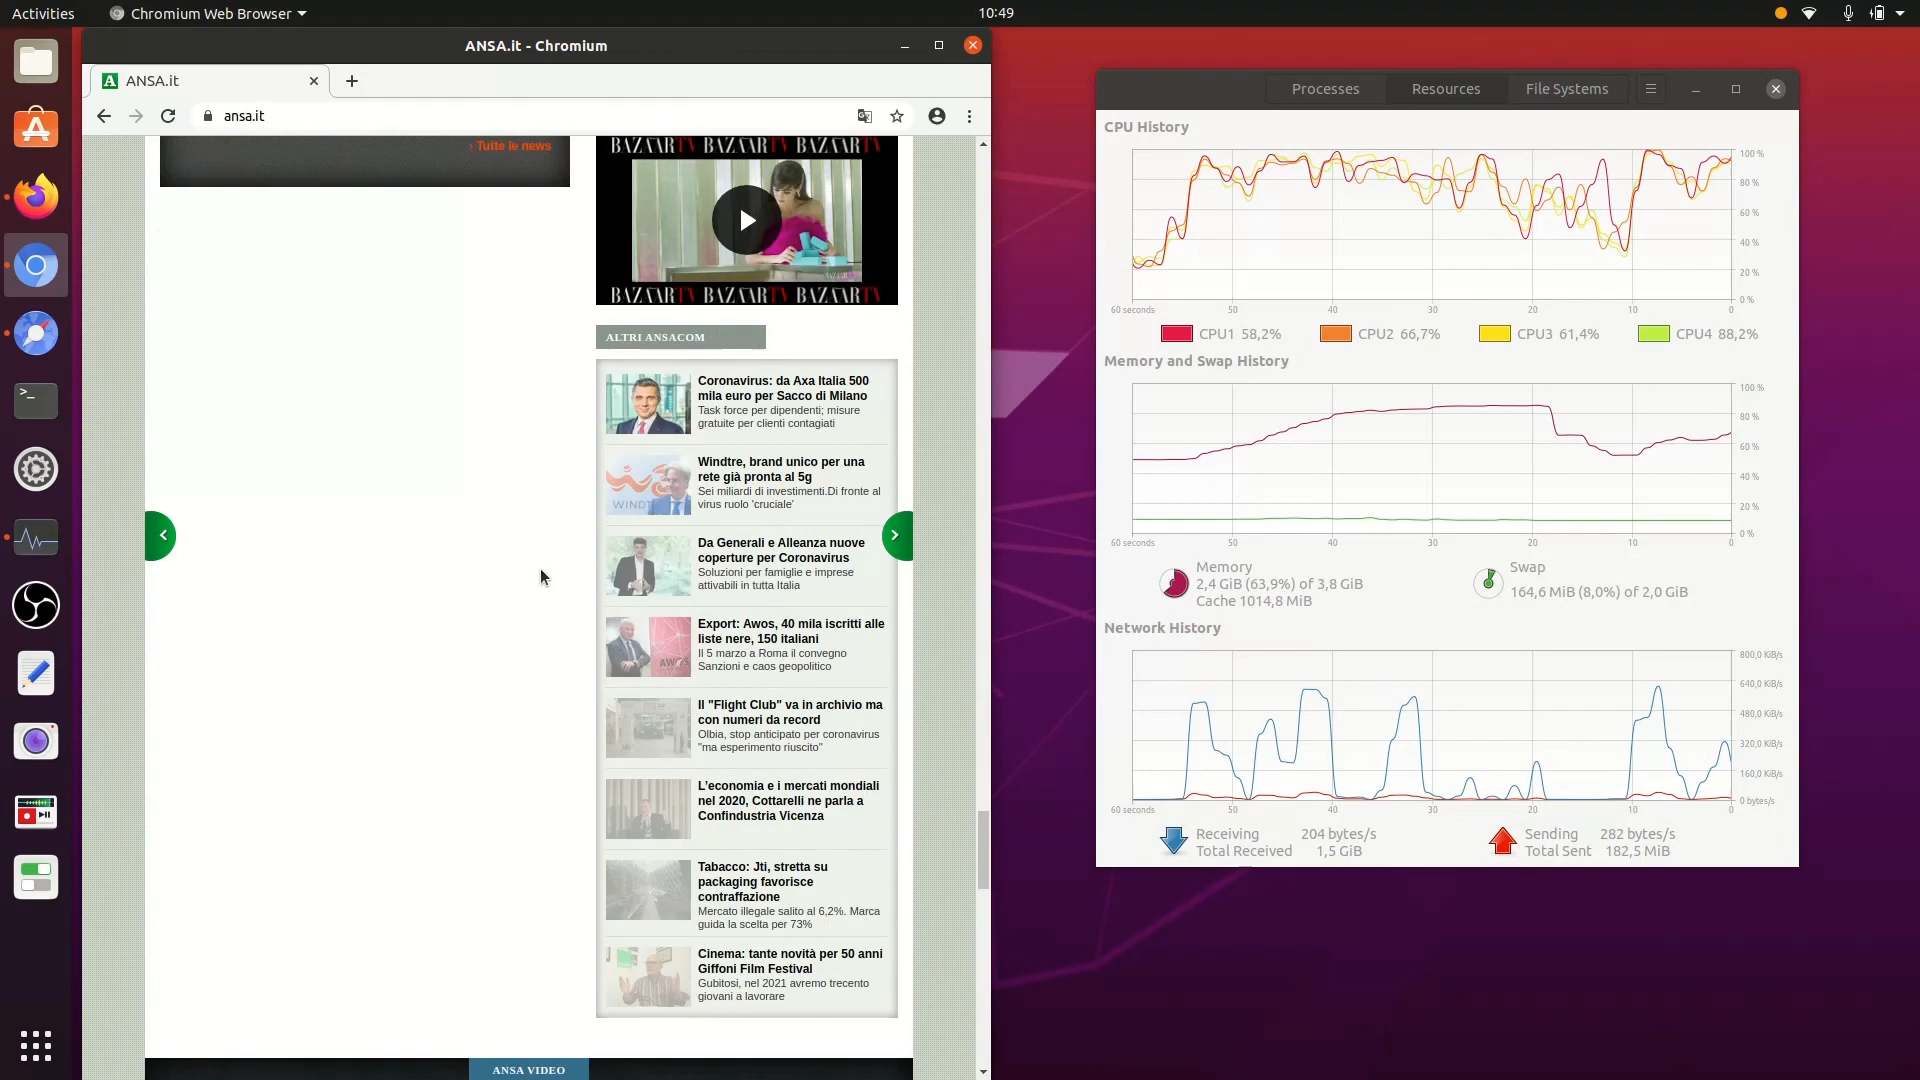 Activities
Chromium Web Browser
10:49
ANSA.it - Chromium
ANSA.it
ansa.it
› Tutte le news
BAZAARTV BAZAARTV BAZAARTV
BAZAARTV BAZAARTV BAZAARTV
ALTRI ANSACOM
Coronavirus: da Axa Italia 500
mila euro per Sacco di Milano
Task force per dipendenti; misure
gratuite per clienti contagiati
Windtre, brand unico per una
rete già pronta al 5g
Sei miliardi di investimenti.Di fronte al
virus ruolo 'cruciale'
WINDT
Da Generali e Alleanza nuove
coperture per Coronavirus
Soluzioni per famiglie e imprese
attivabili in tutta Italia
Export: Awos, 40 mila iscritti alle
liste nere, 150 italiani
Il 5 marzo a Roma il convegno
Sanzioni e caos geopolitico
AWOS
Il "Flight Club" va in archivio ma
con numeri da record
Olbia, stop anticipato per coronavirus
"ma esperimento riuscito"
L'economia e i mercati mondiali
nel 2020, Cottarelli ne parla a
Confindustria Vicenza
Tabacco: Jti, stretta su
packaging favorisce
contraffazione
Mercato illegale salito al 6,2%. Marca
guida la scelta per 73%
Cinema: tante novità per 50 anni
Giffoni Film Festival
Gubitosi, nel 2021 avremo trecento
giovani a lavorare
ANSA VIDEO
Processes
Resources
File Systems
CPU History
100 %
80 %
60 %
40 %
20 %
0 %
60 seconds 50 40 30 20 10 0
CPU1 58,2% CPU2 66,7% CPU3 61,4% CPU4 88,2%
Memory and Swap History
100 %
80 %
60 %
40 %
20 %
0 %
60 seconds 50 40 30 20 10 0
Memory
2,4 GiB (63,9%) of 3,8 GiB
Cache 1014,8 MiB
Swap
164,6 MiB (8,0%) of 2,0 GiB
Network History
800,0 KiB/s
640,0 KiB/s
480,0 KiB/s
320,0 KiB/s
160,0 KiB/s
0 bytes/s
60 seconds 50 40 30 20 10 0
Receiving 204 bytes/s
Total Received 1,5 GiB
Sending 282 bytes/s
Total Sent 182,5 MiB